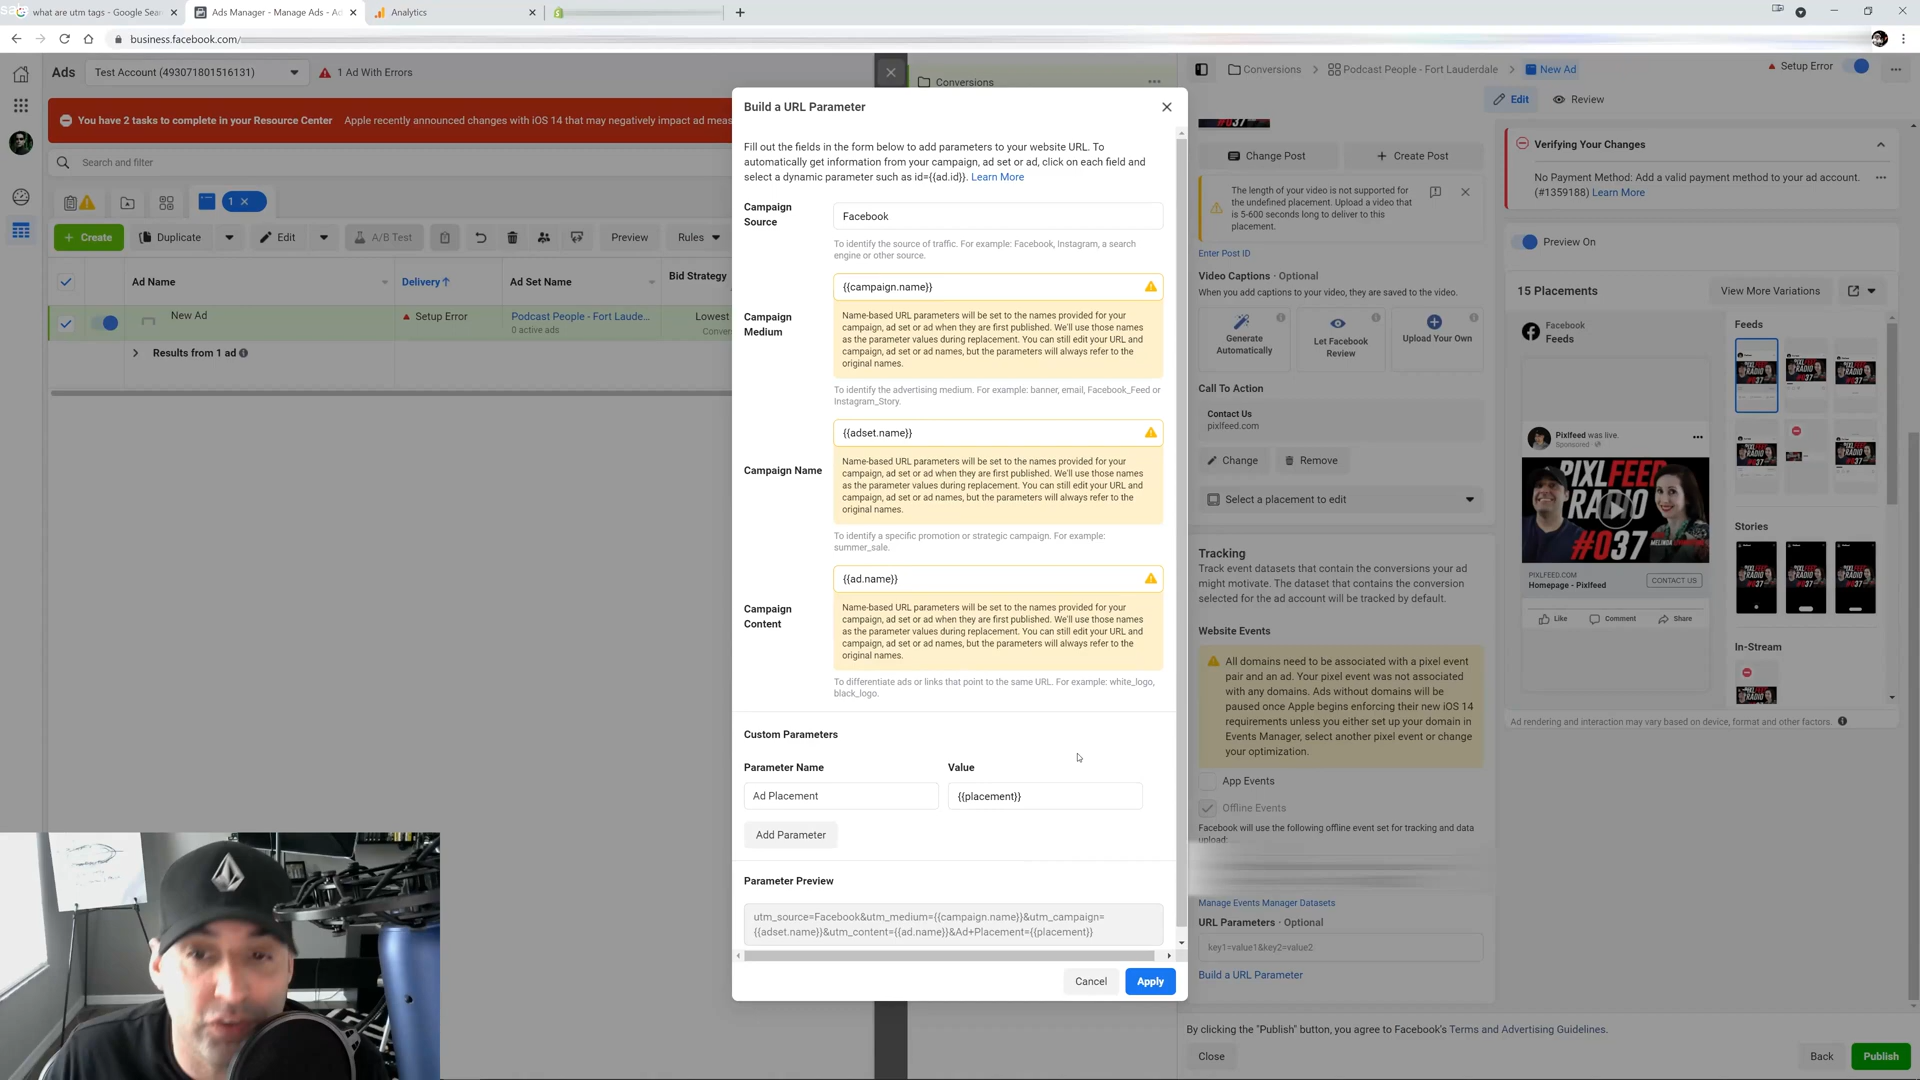 what are utm tags - Google Sear
Ads Manager - Manage Ads - Ad
Analytics
business.facebook.com/
Ads
Test Account (493071801516131)
1 Ad With Errors
You have 2 tasks to complete in your Resource Center
Apple recently announced changes with iOS 14 that may negatively impact ad meas
Search and filter
1
Create
Duplicate
Edit
A/B Test
Preview
Rules
Ad Name
Delivery↑
Ad Set Name
Bid Strategy
New Ad
Setup Error
Podcast People - Fort Laude...
0 active ads
Lowest
Conver
Results from 1 ad
Conversions
Build a URL Parameter
Fill out the fields in the form below to add parameters to your website URL. To
automatically get information from your campaign, ad set or ad, click on each field and
select a dynamic parameter such as id={{ad.id}}. Learn More
Campaign
Source
Facebook
To identify the source of traffic. For example: Facebook, Instagram, a search
engine or other source.
Campaign
Medium
{{campaign.name}}
Name-based URL parameters will be set to the names provided for your
campaign, ad set or ad when they are first published. We'll use those names
as the parameter values during replacement. You can still edit your URL and
campaign, ad set or ad names, but the parameters will always refer to the
original names.
To identify the advertising medium. For example: banner, email, Facebook_Feed or
Instagram_Story.
Campaign Name
{{adset.name}}
Name-based URL parameters will be set to the names provided for your
campaign, ad set or ad when they are first published. We'll use those names
as the parameter values during replacement. You can still edit your URL and
campaign, ad set or ad names, but the parameters will always refer to the
original names.
To identify a specific promotion or strategic campaign. For example:
summer_sale.
Campaign
Content
{{ad.name}}
Name-based URL parameters will be set to the names provided for your
campaign, ad set or ad when they are first published. We'll use those names
as the parameter values during replacement. You can still edit your URL and
campaign, ad set or ad names, but the parameters will always refer to the
original names.
To differentiate ads or links that point to the same URL. For example: white_logo,
black_logo.
Custom Parameters
Parameter Name
Value
Ad Placement
{{placement}}
Add Parameter
Parameter Preview
utm_source=Facebook&utm_medium={{campaign.name}}&utm_campaign=
{{adset.name}}&utm_content={{ad.name}}&Ad+Placement={{placement}}
Cancel
Apply
Conversions
Podcast People - Fort Lauderdale
New Ad
Setup Error
Edit
Review
#037
Change Post
Create Post
The length of your video is not supported for
the undefined placement. Upload a video that
is 5-600 seconds long to deliver to this
placement.
Enter Post ID
Video Captions · Optional
When you add captions to your video, they are saved to the video.
Generate
Automatically
Let Facebook
Review
Upload Your Own
Call To Action
Contact Us
pixlfeed.com
Change
Remove
Select a placement to edit
Tracking
Track event datasets that contain the conversions your ad
might motivate. The dataset that contains the conversion
selected for the ad account will be tracked by default.
Website Events
All domains need to be associated with a pixel event
pair and an ad. Your pixel event was not associated
with any domains. Ads without domains will be
paused once Apple begins enforcing their new iOS 14
requirements unless you either set up your domain in
Events Manager, select another pixel event or change
your optimization.
App Events
Offline Events
Facebook will use the following offline event set for tracking and data
upload:
Manage Events Manager Datasets
URL Parameters · Optional
key1=value1&key2=value2
Build a URL Parameter
Verifying Your Changes
No Payment Method: Add a valid payment method to your ad account.
(#1359188) Learn More
Preview On
15 Placements
View More Variations
Facebook
Feeds
Pixlfeed was live.
Sponsored ·
PIXLFEED
RADIO
#037
PIXLFEED.COM
Homepage - Pixlfeed
CONTACT US
Like
Comment
Share
Feeds
Stories
In-Stream
Ad rendering and interaction may vary based on device, format and other factors.
By clicking the "Publish" button, you agree to Facebook's Terms and Advertising Guidelines.
Close
Back
Publish